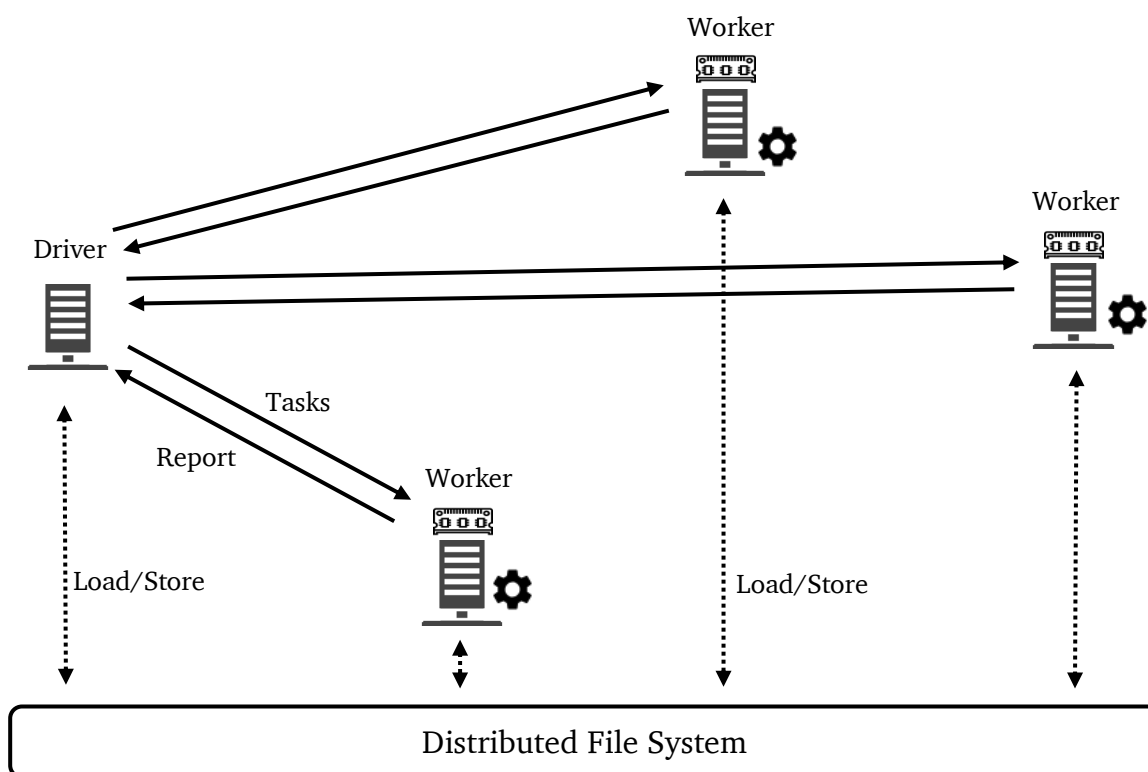 Worker
Worker
Driver
Tasks
Report
Worker
Load/Store
Load/Store
Distributed File System